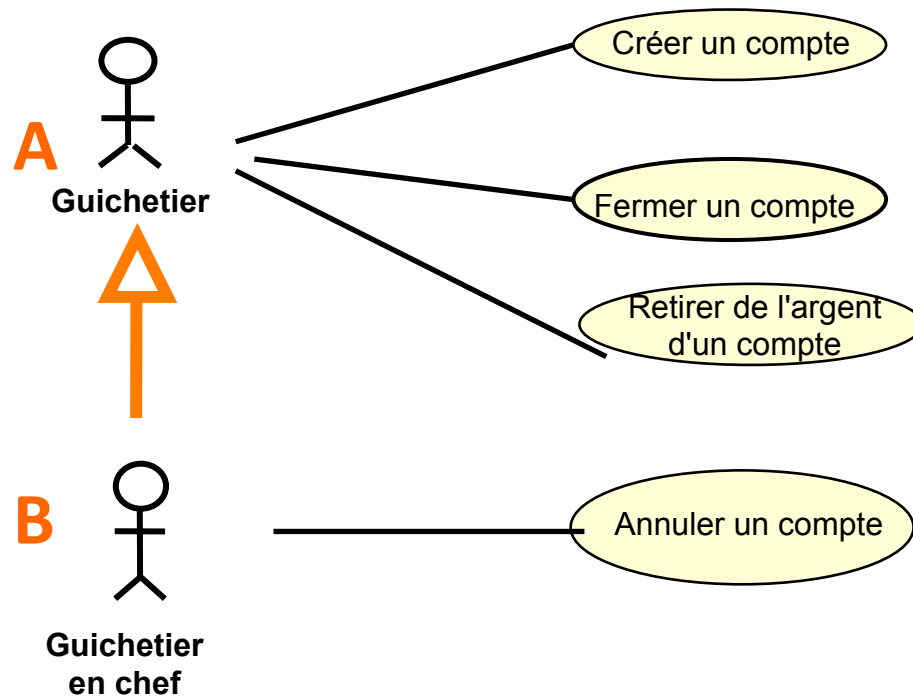 Créer un compte
A
Guichetier
Fermer un compte
Retirer de l'argent
d'un compte
B
Annuler un compte
Guichetier
en chef